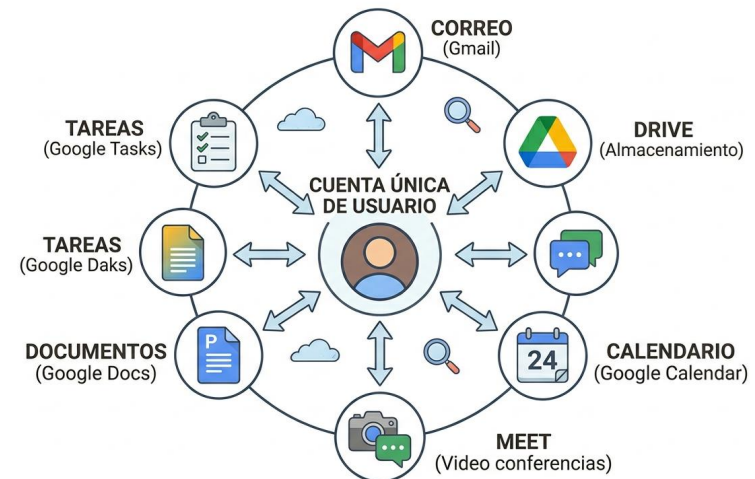 CORREO
(Gmail)
TAREAS
(Google Tasks)
DRIVE
(Almacenamiento)
CUENTA ÚNICA
DE USUARIO
TAREAS
(Google Daks)
DOCUMENTOS
(Google Docs)
P
24
CALENDARIO
(Google Calendar)
MEET
(Video conferencias)